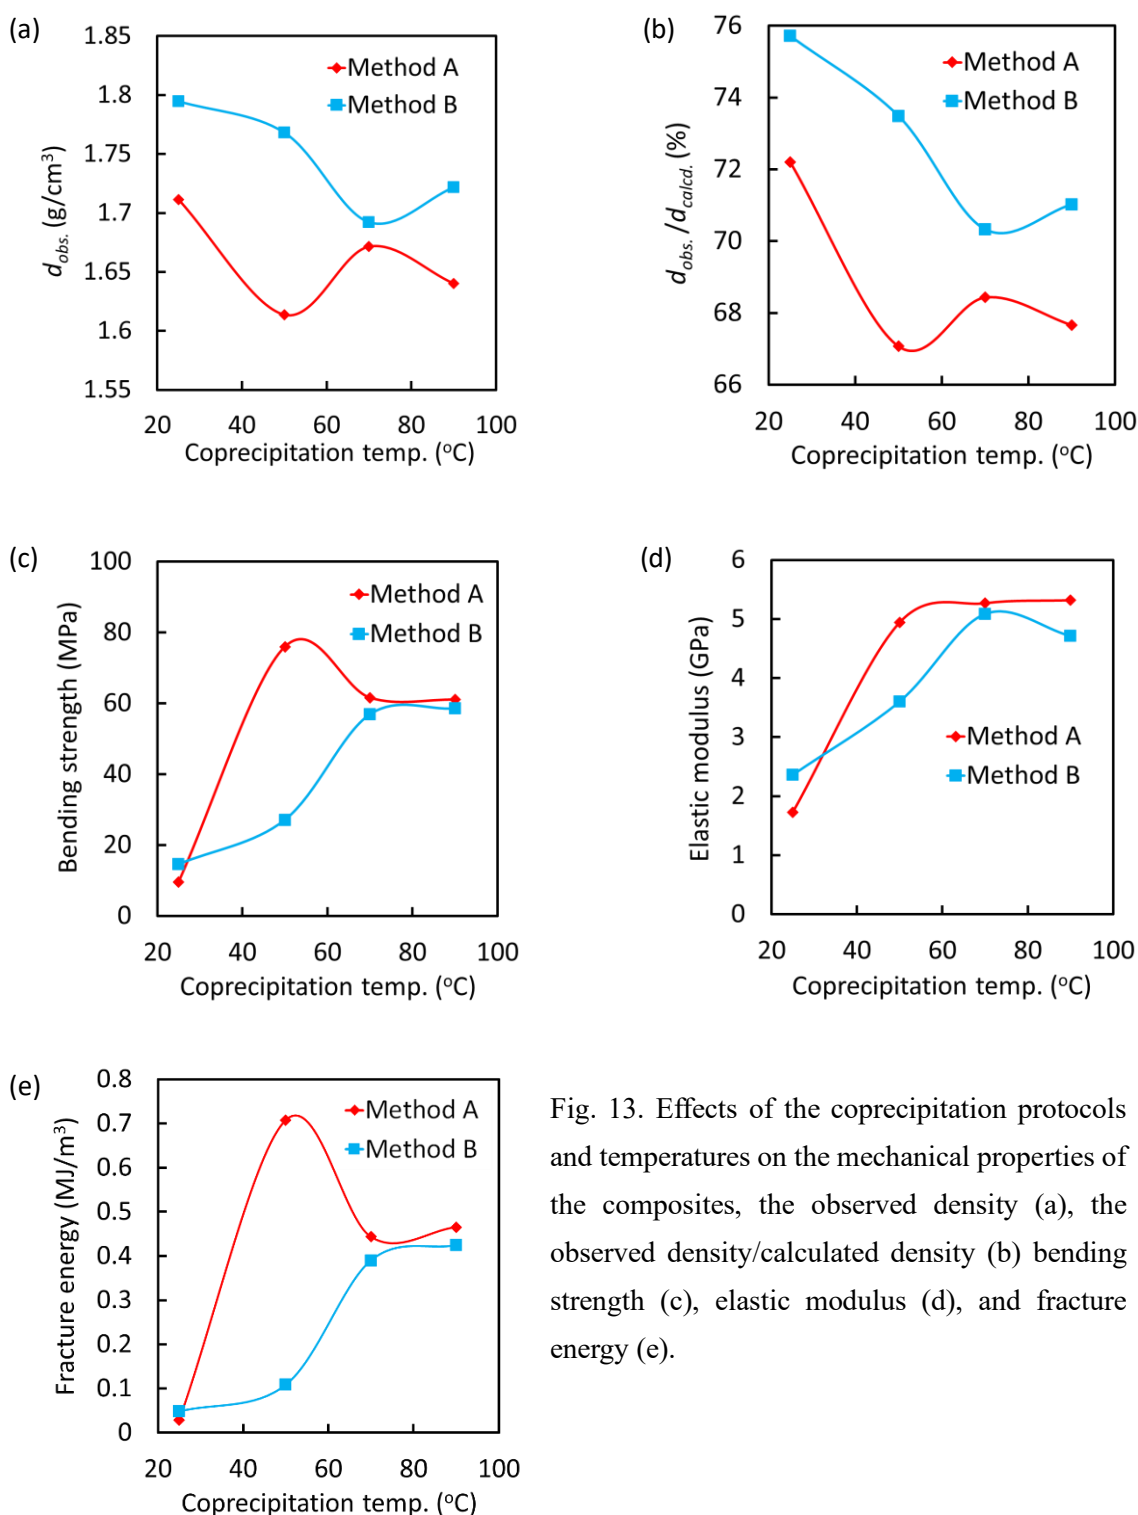 (a)
1.85
1.8
1.75
1.7
1.65
1.6
1.55
d_obs. (g/cm³)
Method A
Method B
20 40 60 80 100
Coprecipitation temp. (°C)
(b)
76
74
72
70
68
66
d_obs. /d_calcd. (%)
Method A
Method B
20 40 60 80 100
Coprecipitation temp. (°C)
(c)
100
80
60
40
20
0
Bending strength (MPa)
Method A
Method B
20 40 60 80 100
Coprecipitation temp. (°C)
(d)
6
5
4
3
2
1
0
Elastic modulus (GPa)
Method A
Method B
20 40 60 80 100
Coprecipitation temp. (°C)
(e)
0.8
0.7
0.6
0.5
0.4
0.3
0.2
0.1
0
Fracture energy (MJ/m³)
Method A
Method B
20 40 60 80 100
Coprecipitation temp. (°C)
Fig. 13. Effects of the coprecipitation protocols
and temperatures on the mechanical properties of
the composites, the observed density (a), the
observed density/calculated density (b) bending
strength (c), elastic modulus (d), and fracture
energy (e).